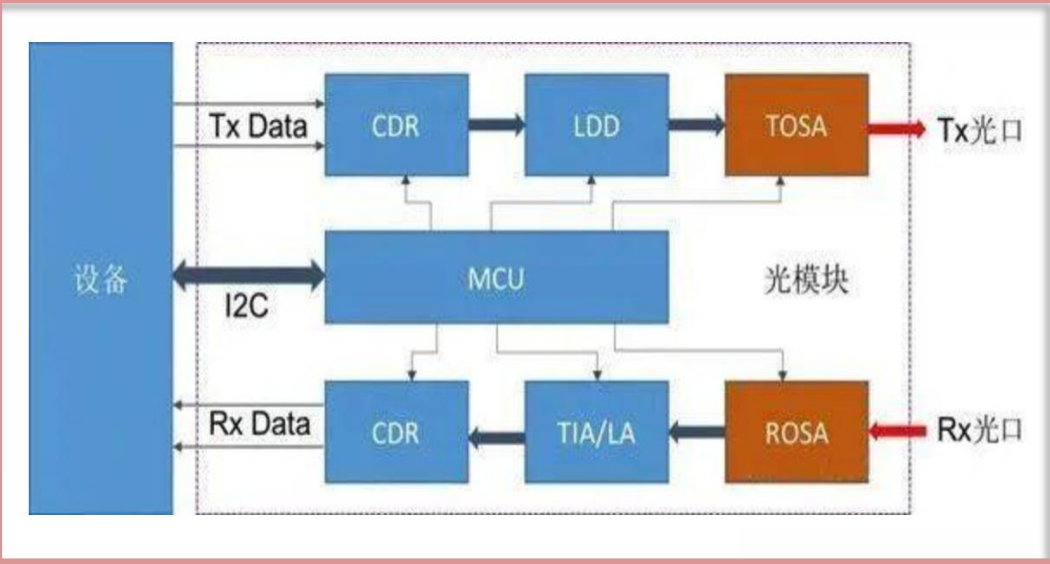 设备
Tx Data
CDR
LDD
TOSA
Tx光口
I2C
MCU
光模块
Rx Data
CDR
TIA/LA
ROSA
Rx光口